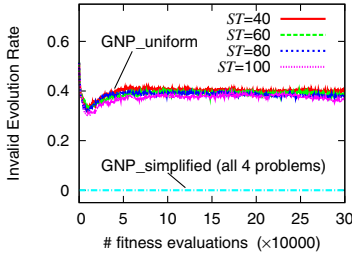 Invalid Evolution Rate
0.6
0.4
0.2
0
GNP_uniform
ST=40
ST=60
ST=80
ST=100
GNP_simplified (all 4 problems)
0 5 10 15 20 25 30
# fitness evaluations (×10000)